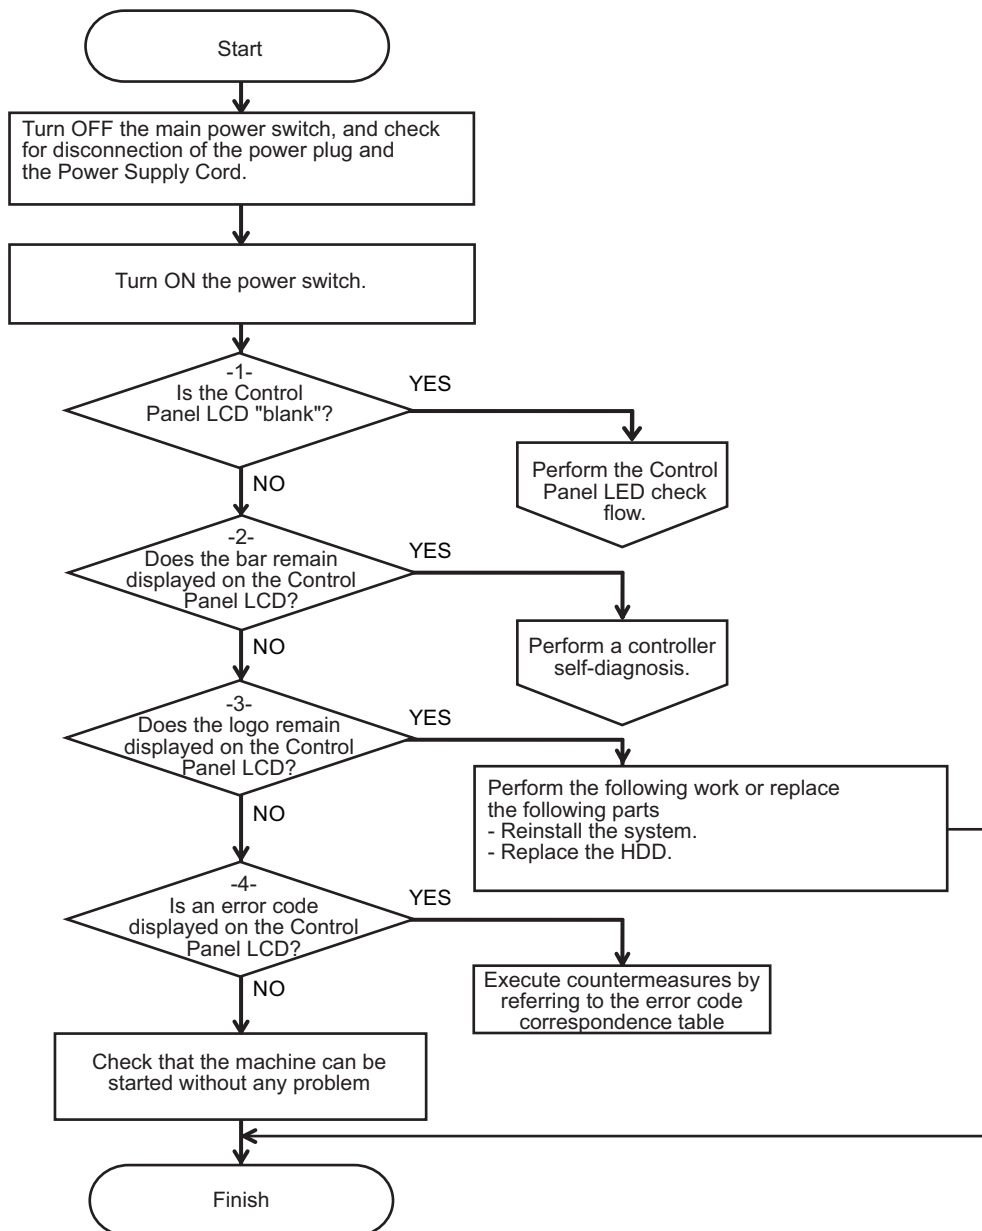 Start
Turn OFF the main power switch, and check
for disconnection of the power plug and
the Power Supply Cord.
Turn ON the power switch.
-1-
Is the Control
Panel LCD "blank"?
YES
NO
Perform the Control
Panel LED check
flow.
-2-
Does the bar remain
displayed on the Control
Panel LCD?
YES
NO
Perform a controller
self-diagnosis.
-3-
Does the logo remain
displayed on the Control
Panel LCD?
YES
NO
Perform the following work or replace
the following parts
- Reinstall the system.
- Replace the HDD.
-4-
Is an error code
displayed on the Control
Panel LCD?
YES
NO
Execute countermeasures by
referring to the error code
correspondence table
Check that the machine can be
started without any problem
Finish